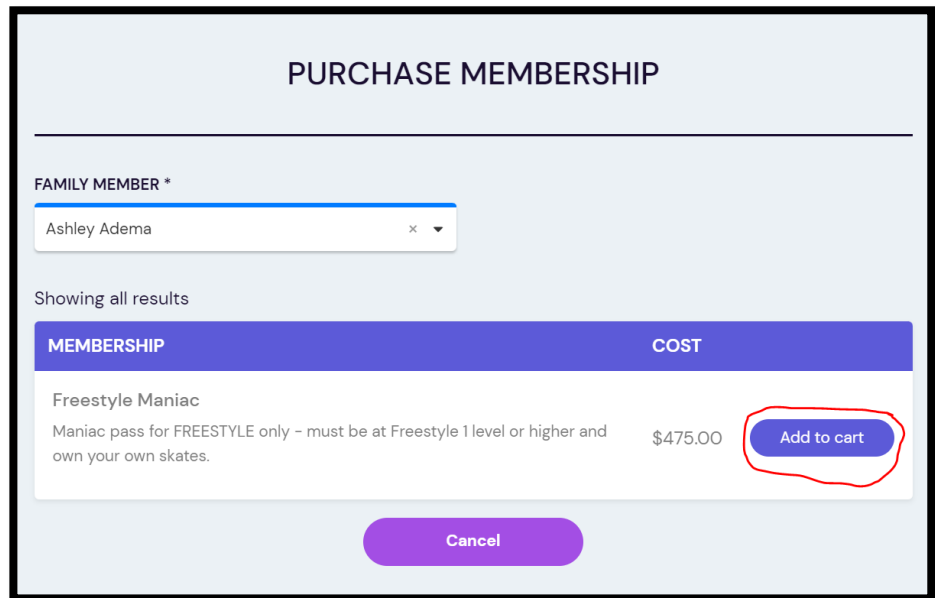 PURCHASE MEMBERSHIP
FAMILY MEMBER *
Ashley Adema × 
Showing all results
MEMBERSHIP COST
Freestyle Maniac
Maniac pass for FREESTYLE only - must be at Freestyle 1 level or higher and
own your own skates.
$475.00 Add to cart
Cancel